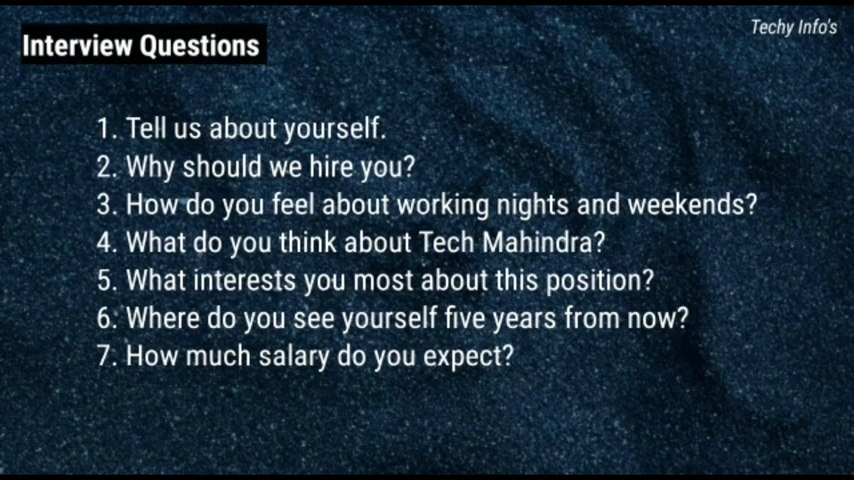 Techy Info's
Interview Questions
1. Tell us about yourself.
2. Why should we hire you?
3. How do you feel about working nights and weekends?
4. What do you think about Tech Mahindra?
5. What interests you most about this position?
6. Where do you see yourself five years from now?
7. How much salary do you expect?